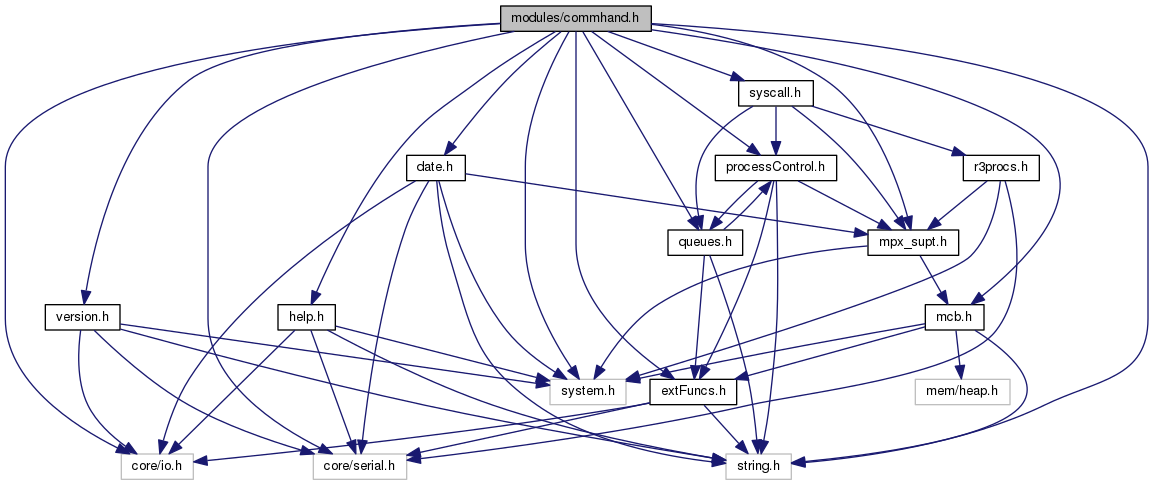 modules/commhand.h
syscall.h
date.h
processControl.h
r3procs.h
queues.h
mpx_supt.h
version.h
help.h
mcb.h
system.h
extFuncs.h
mem/heap.h
core/io.h
core/serial.h
string.h